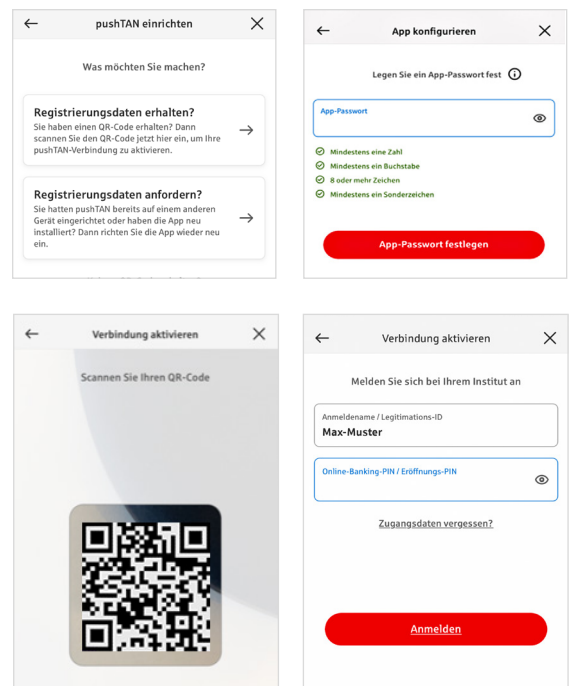 pushTAN einrichten
Was möchten Sie machen?
Registrierungsdaten erhalten?
Sie haben einen QR-Code erhalten? Dann
scannen Sie den QR-Code jetzt hier ein, um Ihre
pushTAN-Verbindung zu aktivieren.
Registrierungsdaten anfordern?
Sie hatten pushTAN bereits auf einem anderen
Gerät eingerichtet oder haben die App neu
installiert? Dann richten Sie die App wieder neu
ein.
App konfigurieren
Legen Sie ein App-Passwort fest
App-Passwort
Mindestens eine Zahl
Mindestens ein Buchstabe
8 oder mehr Zeichen
Mindestens ein Sonderzeichen
App-Passwort festlegen
Verbindung aktivieren
Scannen Sie Ihren QR-Code
Verbindung aktivieren
Melden Sie sich bei Ihrem Institut an
Anmeldename / Legitimations-ID
Max-Muster
Online-Banking-PIN / Eröffnungs-PIN
Zugangsdaten vergessen?
Anmelden